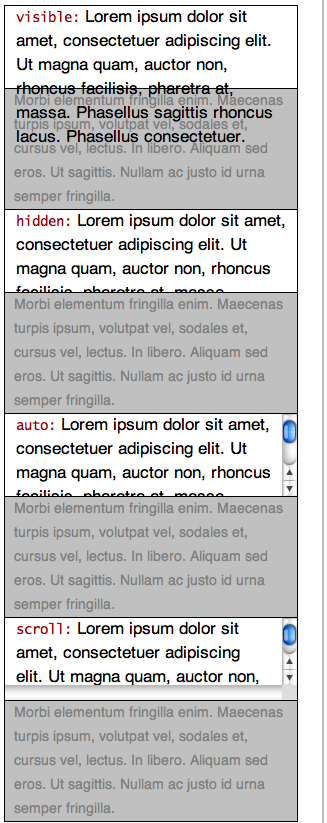 visible: Lorem ipsum dolor sit
amet, consectetuer adipiscing elit.
Ut magna quam, auctor non,
rhoncus facilisis, pharetra at,
Morbi elementum fringilla enim. Maecenas
massa. Phasellus sagittis rhoncus
turpis ipsum, volutpat vel, sodales et,
lacus. Phasellus consectetuer.
cursus vel, lectus. In libero. Aliquam sed
eros. Ut sagittis. Nullam ac justo id urna
semper fringilla.
hidden: Lorem ipsum dolor sit amet,
consectetuer adipiscing elit. Ut
magna quam, auctor non, rhoncus
facilisis, pharetra at, massa
Morbi elementum fringilla enim. Maecenas
turpis ipsum, volutpat vel, sodales et,
cursus vel, lectus. In libero. Aliquam sed
eros. Ut sagittis. Nullam ac justo id urna
semper fringilla.
auto: Lorem ipsum dolor sit amet,
consectetuer adipiscing elit. Ut
magna quam, auctor non, rhoncus
facilisis, pharetra at, massa
Morbi elementum fringilla enim. Maecenas
turpis ipsum, volutpat vel, sodales et,
cursus vel, lectus. In libero. Aliquam sed
eros. Ut sagittis. Nullam ac justo id urna
semper fringilla.
scroll: Lorem ipsum dolor sit
amet, consectetuer adipiscing
elit. Ut magna quam, auctor non,
Morbi elementum fringilla enim. Maecenas
turpis ipsum, volutpat vel, sodales et,
cursus vel, lectus. In libero. Aliquam sed
eros. Ut sagittis. Nullam ac justo id urna
semper fringilla.